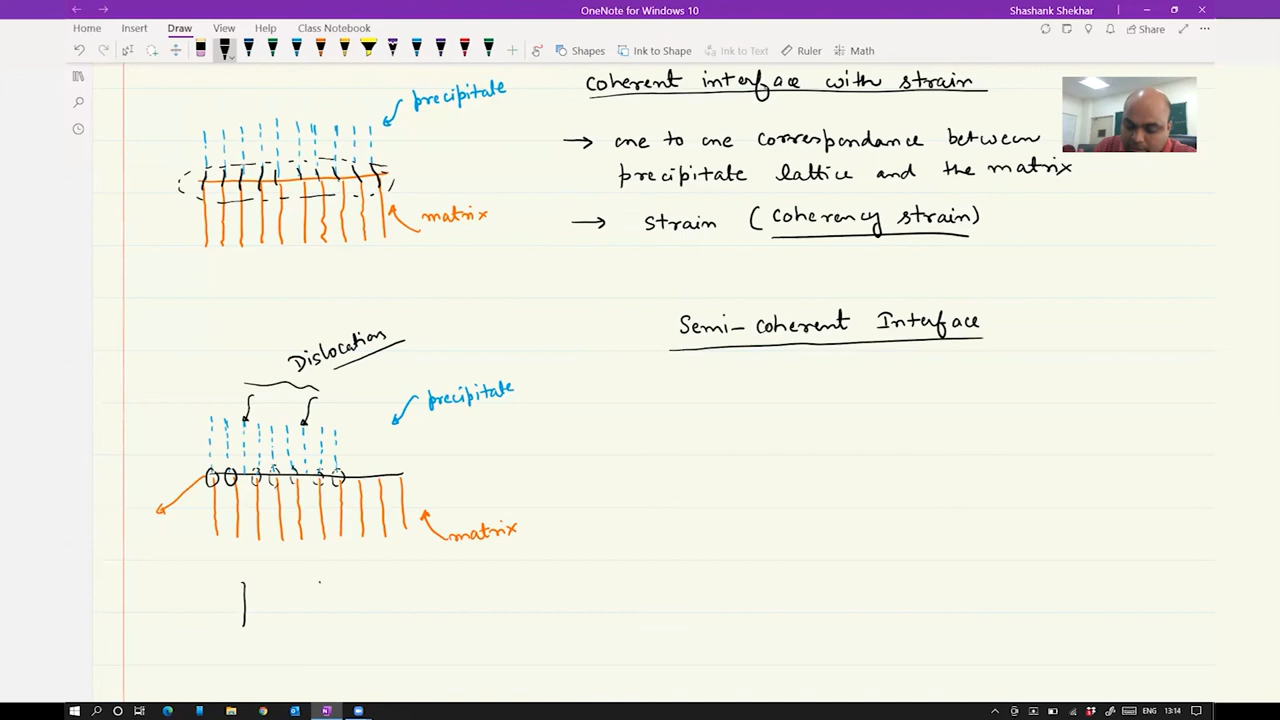 OneNote for Windows 10
Shashank Shekhar
Home Insert Draw View Help Class Notebook
Share
Shapes Ink to Shape Ink to Text Ruler Math
precipitate
matrix
coherent interface with strain
→ one to one correspondance between
precipitate lattice and the matrix
→ strain (coherency strain)
Semi-coherent Interface
Dislocation
precipitate
matrix
ENG 13:14